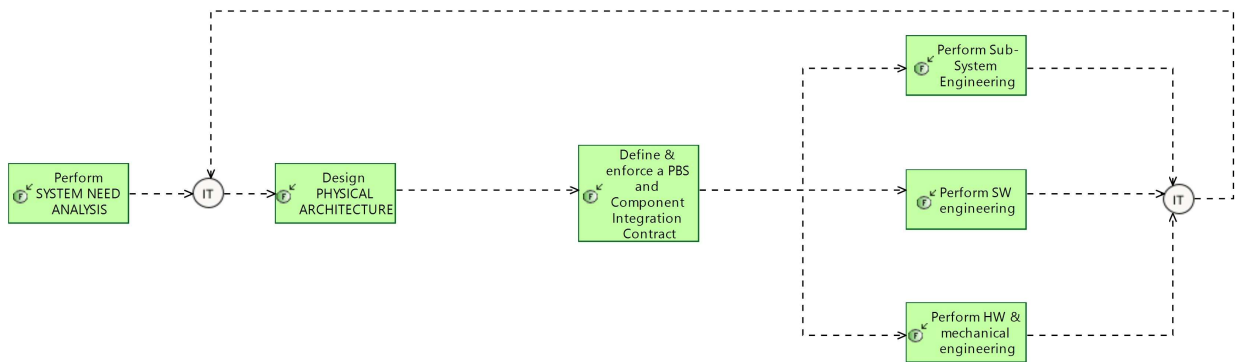 F
Perform
SYSTEM NEED
ANALYSIS
IT
F
Design
PHYSICAL
ARCHITECTURE
F
Define &
enforce a PBS
and
Component
Integration
Contract
F
Perform Sub-
System
Engineering
F
Perform SW
engineering
F
Perform HW &
mechanical
engineering
IT